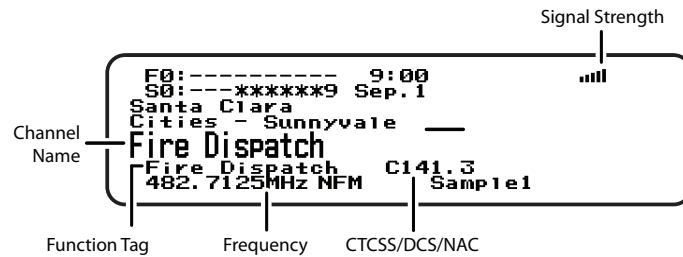 Signal Strength
F0:---------- 9:00
S0:---******9 Sep.1
Santa Clara
Cities - Sunnyvale
Channel
Name
Fire Dispatch
Fire Dispatch C141.3
482.7125MHz NFM Sample1
Function Tag Frequency CTCSS/DCS/NAC